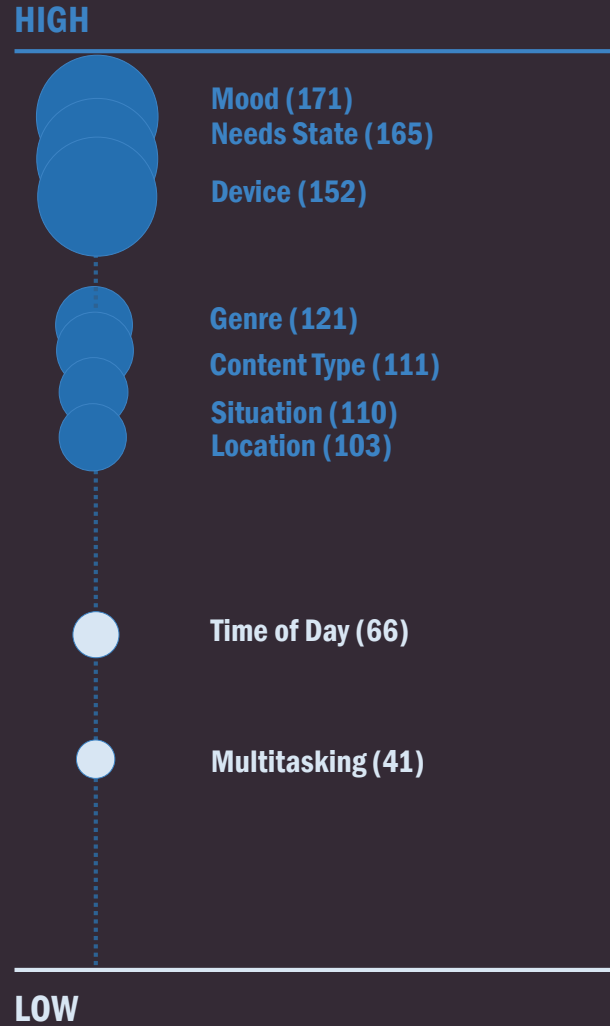 HIGH
Mood (171)
Needs State (165)
Device (152)
Genre (121)
Content Type (111)
Situation (110)
Location (103)
Time of Day (66)
Multitasking (41)
LOW